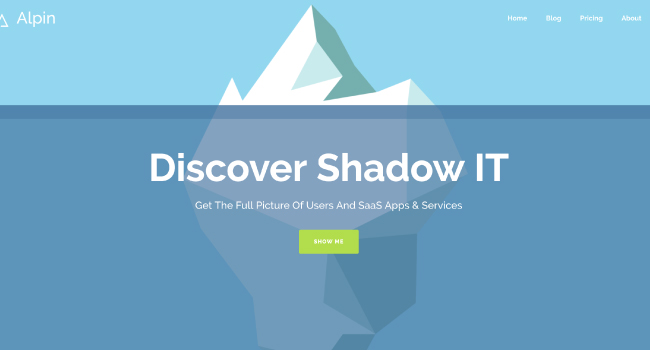 Alpin
Home Blog Pricing About
Discover Shadow IT
Get The Full Picture Of Users And SaaS Apps & Services
SHOW ME